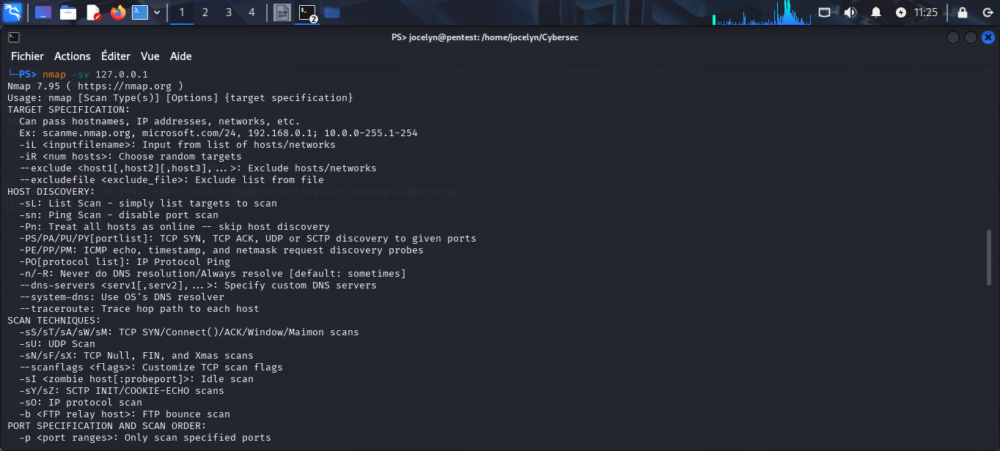 1 2 3 4 2 11:25
PS> jocelyn@pentest: /home/jocelyn/Cybersec
Fichier Actions Éditer Vue Aide
└─PS> nmap -sv 127.0.0.1
Nmap 7.95 ( https://nmap.org )
Usage: nmap [Scan Type(s)] [Options] {target specification}
TARGET SPECIFICATION:
  Can pass hostnames, IP addresses, networks, etc.
  Ex: scanme.nmap.org, microsoft.com/24, 192.168.0.1; 10.0.0-255.1-254
  -iL <inputfilename>: Input from list of hosts/networks
  -iR <num hosts>: Choose random targets
  --exclude <host1[,host2][,host3],...>: Exclude hosts/networks
  --excludefile <exclude_file>: Exclude list from file
HOST DISCOVERY:
OPTIONS: -Dawt.useSystemAAFontSettings=on -Dswing.aatext=true
  -sL: List Scan - simply list targets to scan
  -sn: Ping Scan - disable port scan
  -Pn: Treat all hosts as online -- skip host discovery
  -PS/PA/PU/PY[portlist]: TCP SYN, TCP ACK, UDP or SCTP discovery to given ports
  -PE/PP/PM: ICMP echo, timestamp, and netmask request discovery probes
  -PO[protocol list]: IP Protocol Ping
  -n/-R: Never do DNS resolution/Always resolve [default: sometimes]
  --dns-servers <serv1[,serv2],...>: Specify custom DNS servers
  --system-dns: Use OS's DNS resolver
  --traceroute: Trace hop path to each host
SCAN TECHNIQUES:
  -sS/sT/sA/sW/sM: TCP SYN/Connect()/ACK/Window/Maimon scans
  -sU: UDP Scan
  -sN/sF/sX: TCP Null, FIN, and Xmas scans
  --scanflags <flags>: Customize TCP scan flags
  -sI <zombie host[:probeport]>: Idle scan
  -sY/sZ: SCTP INIT/COOKIE-ECHO scans
  -sO: IP protocol scan
  -b <FTP relay host>: FTP bounce scan
PORT SPECIFICATION AND SCAN ORDER:
  -p <port ranges>: Only scan specified ports